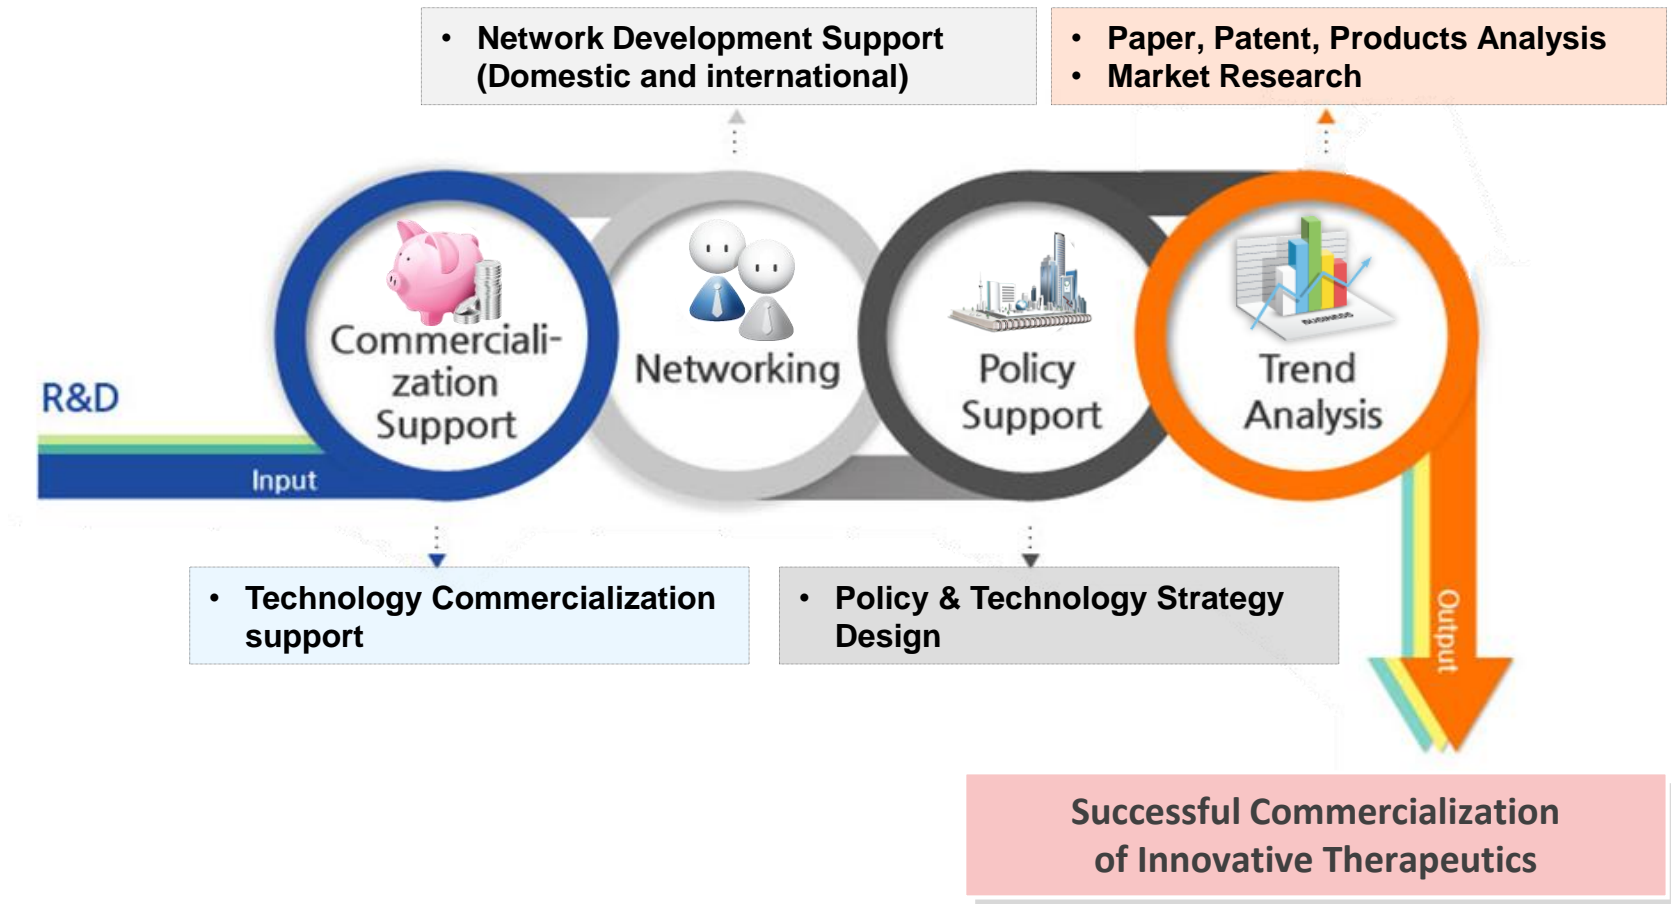 • Network Development Support
(Domestic and international)
• Paper, Patent, Products Analysis
• Market Research
R&D
Input
Commerciali-
zation
Support
Networking
Policy
Support
BUSINESS
Trend
Analysis
• Technology Commercialization
support
• Policy & Technology Strategy
Design
Output
Successful Commercialization
of Innovative Therapeutics